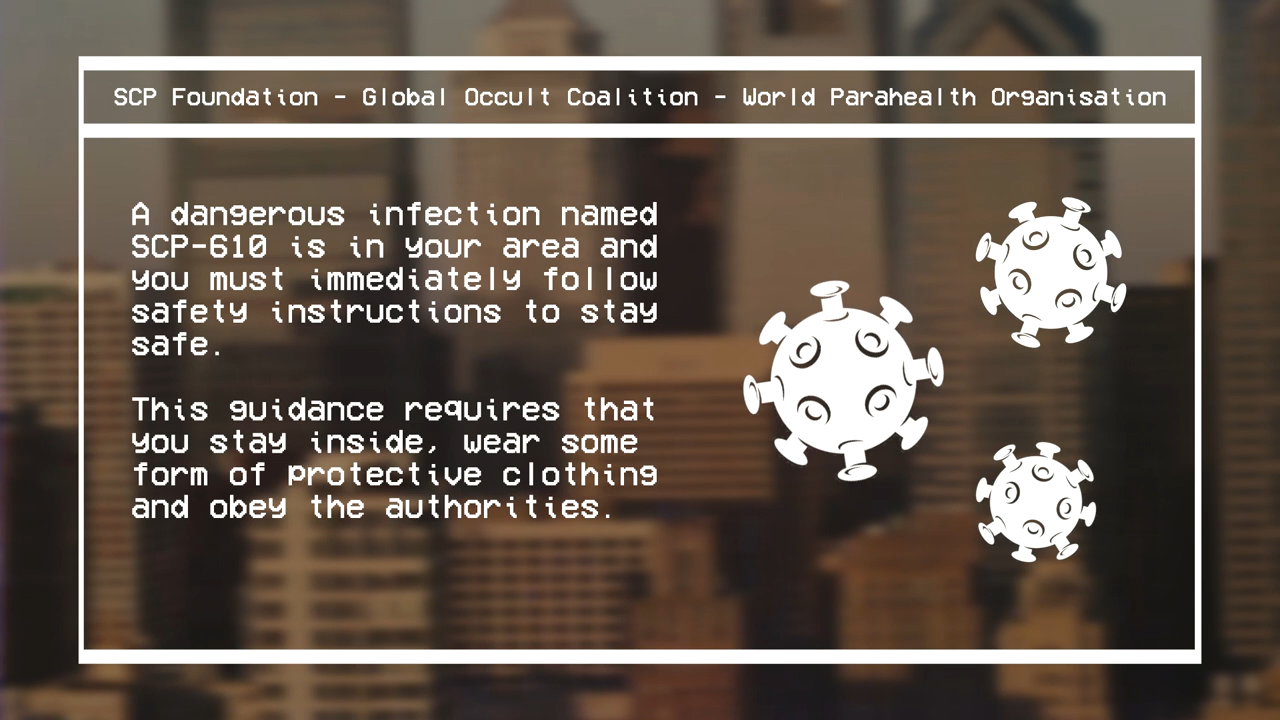 SCP Foundation - Global Occult Coalition - World Parahealth Organisation
A dangerous infection named
SCP-610 is in your area and
you must immediately follow
safety instructions to stay
safe.
This guidance requires that
you stay inside, wear some
form of protective clothing
and obey the authorities.